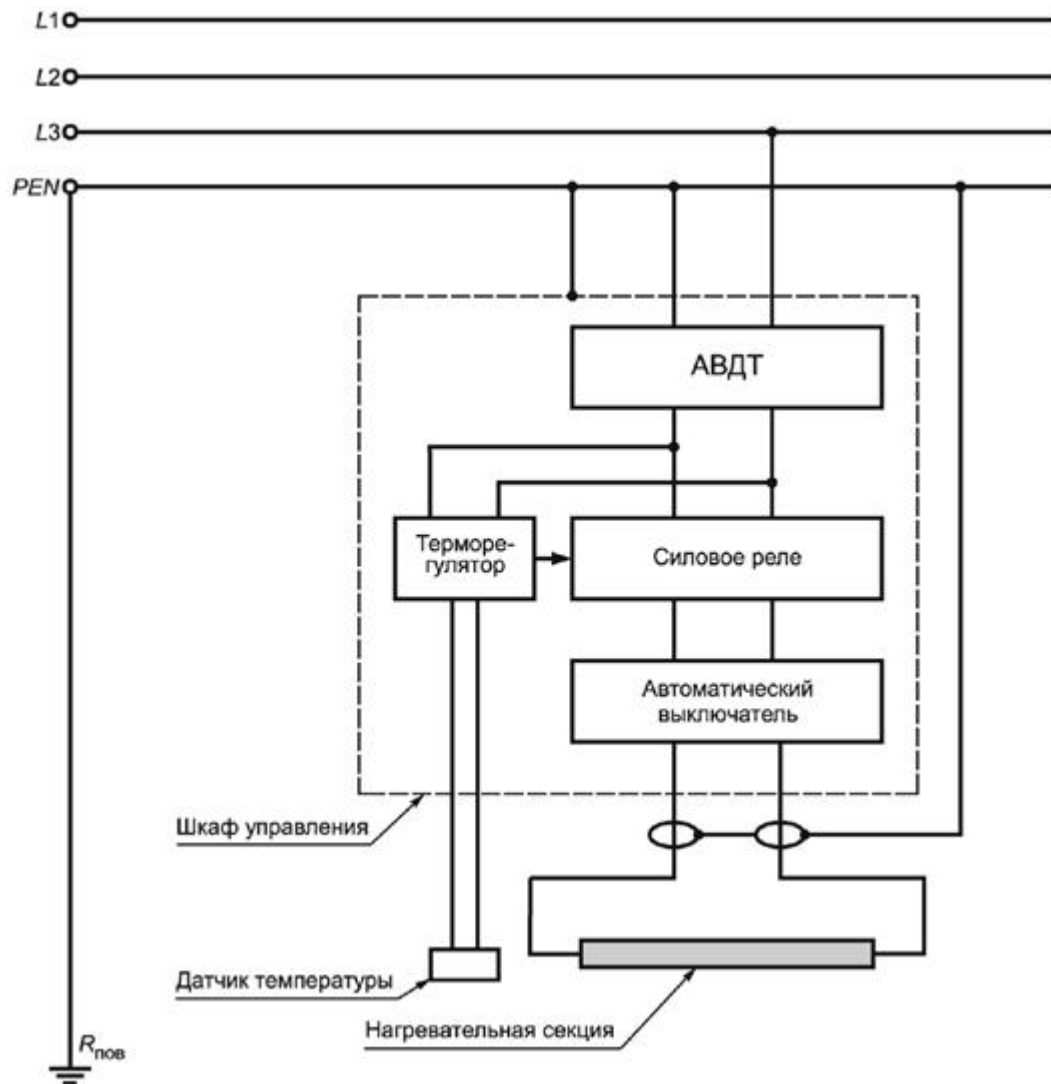 L1
L2
L3
PEN
АВДТ
Терморе-
гулятор
Силовое реле
Автоматический
выключатель
Шкаф управления
Датчик температуры
Нагревательная секция
Rпов